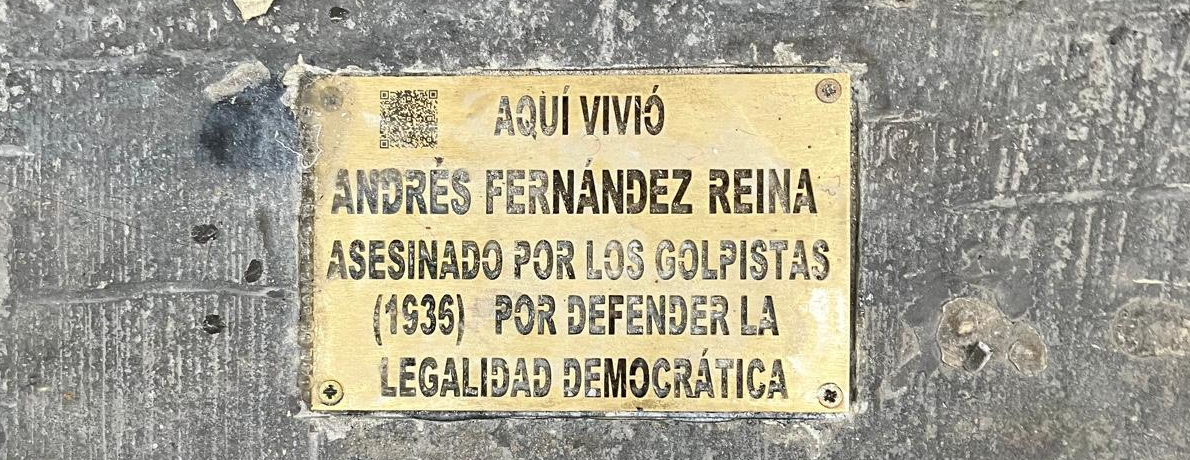 AQUÍ VIVIÓ
ANDRÉS FERNÁNDEZ REINA
ASESINADO POR LOS GOLPISTAS
(1936) POR DEFENDER LA
LEGALIDAD DEMOCRÁTICA